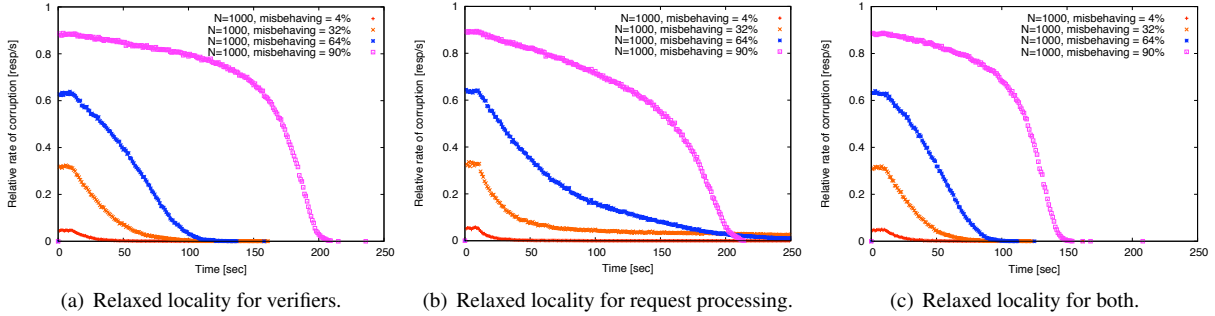 Relative rate of corruption [resp/s]
1
0.8
0.6
0.4
0.2
0
N=1000, misbehaving = 4%
N=1000, misbehaving = 32%
N=1000, misbehaving = 64%
N=1000, misbehaving = 90%
0 50 100 150 200 250
Time [sec]
(a) Relaxed locality for verifiers.
Relative rate of corruption [resp/s]
1
0.8
0.6
0.4
0.2
0
N=1000, misbehaving = 4%
N=1000, misbehaving = 32%
N=1000, misbehaving = 64%
N=1000, misbehaving = 90%
0 50 100 150 200 250
Time [sec]
(b) Relaxed locality for request processing.
Relative rate of corruption [resp/s]
1
0.8
0.6
0.4
0.2
0
N=1000, misbehaving = 4%
N=1000, misbehaving = 32%
N=1000, misbehaving = 64%
N=1000, misbehaving = 90%
0 50 100 150 200 250
Time [sec]
(c) Relaxed locality for both.